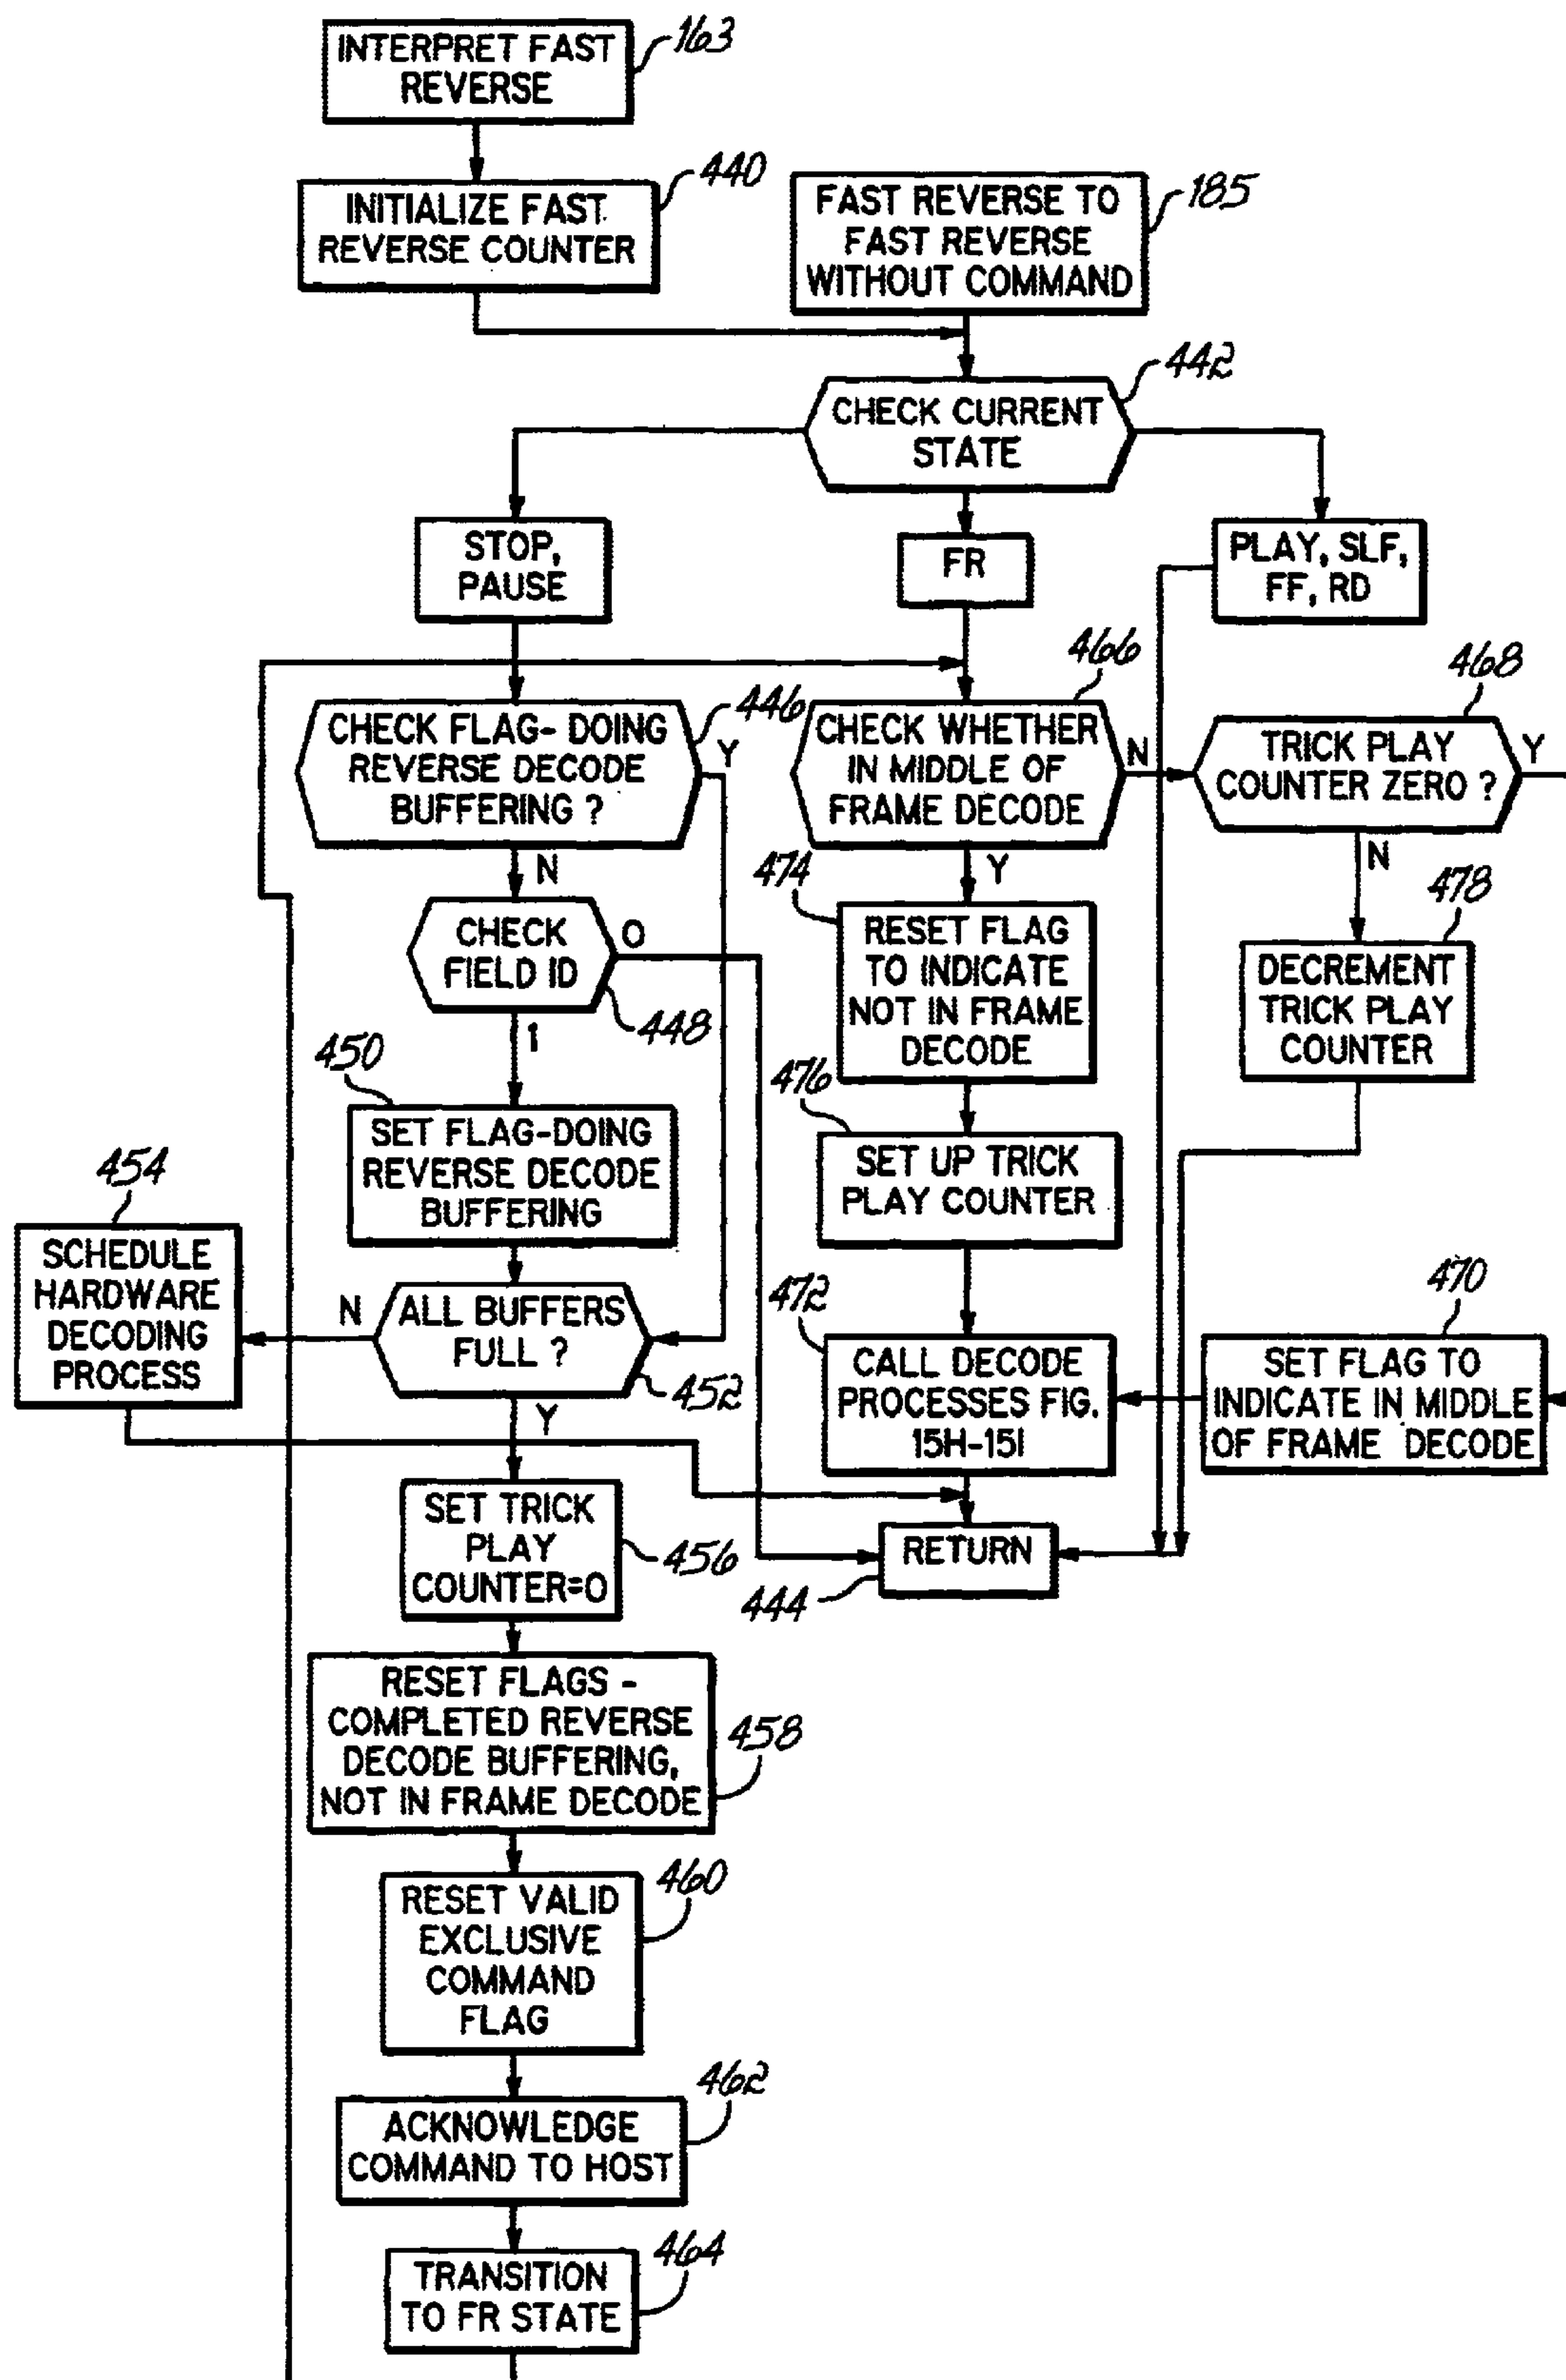 INTERPRET FAST
REVERSE
163
INITIALIZE FAST
REVERSE COUNTER
440
FAST REVERSE TO
FAST REVERSE
WITHOUT COMMAND
185
CHECK CURRENT
STATE
442
STOP,
PAUSE
FR
PLAY, SLF,
FF, RD
CHECK FLAG- DOING
REVERSE DECODE
BUFFERING ?
446
Y
N
CHECK WHETHER
IN MIDDLE OF
FRAME DECODE
466
N
Y
TRICK PLAY
COUNTER ZERO ?
468
Y
N
CHECK
FIELD ID
448
0
1
474
RESET FLAG
TO INDICATE
NOT IN FRAME
DECODE
478
DECREMENT
TRICK PLAY
COUNTER
450
SET FLAG-DOING
REVERSE DECODE
BUFFERING
476
SET UP TRICK
PLAY COUNTER
454
SCHEDULE
HARDWARE
DECODING
PROCESS
N
ALL BUFFERS
FULL ?
452
Y
472
CALL DECODE
PROCESSES FIG.
15H-15I
470
SET FLAG TO
INDICATE IN MIDDLE
OF FRAME DECODE
SET TRICK
PLAY
COUNTER=0
456
RETURN
444
RESET FLAGS -
COMPLETED REVERSE
DECODE BUFFERING,
NOT IN FRAME DECODE
458
RESET VALID
EXCLUSIVE
COMMAND
FLAG
460
ACKNOWLEDGE
COMMAND TO HOST
462
TRANSITION
TO FR STATE
464